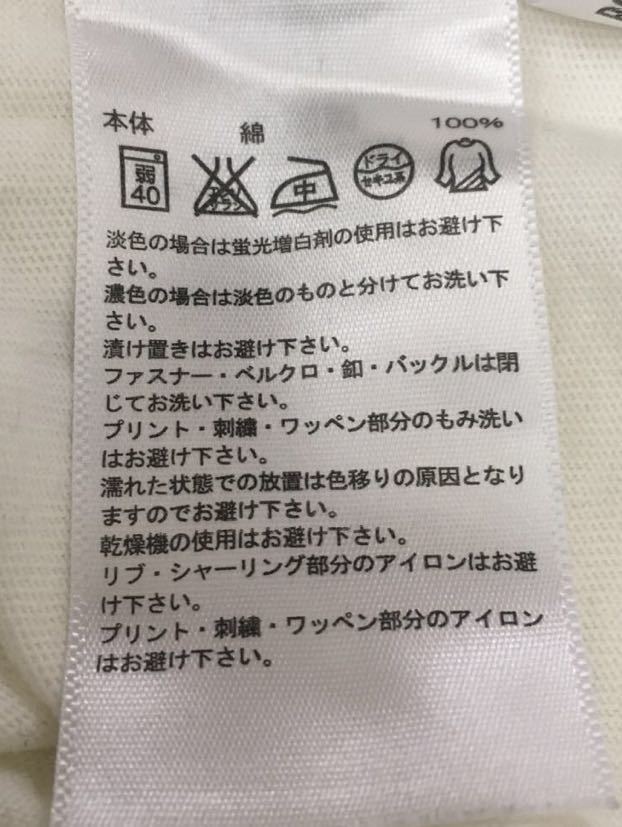 本体 綿 100%
弱 40 エンソ サラシ 中 ドライ セキユ系
淡色の場合は蛍光増白剤の使用はお避け下
さい。
濃色の場合は淡色のものと分けてお洗い下
さい。
漬け置きはお避け下さい。
ファスナー・ベルクロ・釦・バックルは閉
じてお洗い下さい。
プリント・刺繍・ワッペン部分のもみ洗い
はお避け下さい。
濡れた状態での放置は色移りの原因となり
ますのでお避け下さい。
乾燥機の使用はお避け下さい。
リブ・シャーリング部分のアイロンはお避
け下さい。
プリント・刺繍・ワッペン部分のアイロン
はお避け下さい。